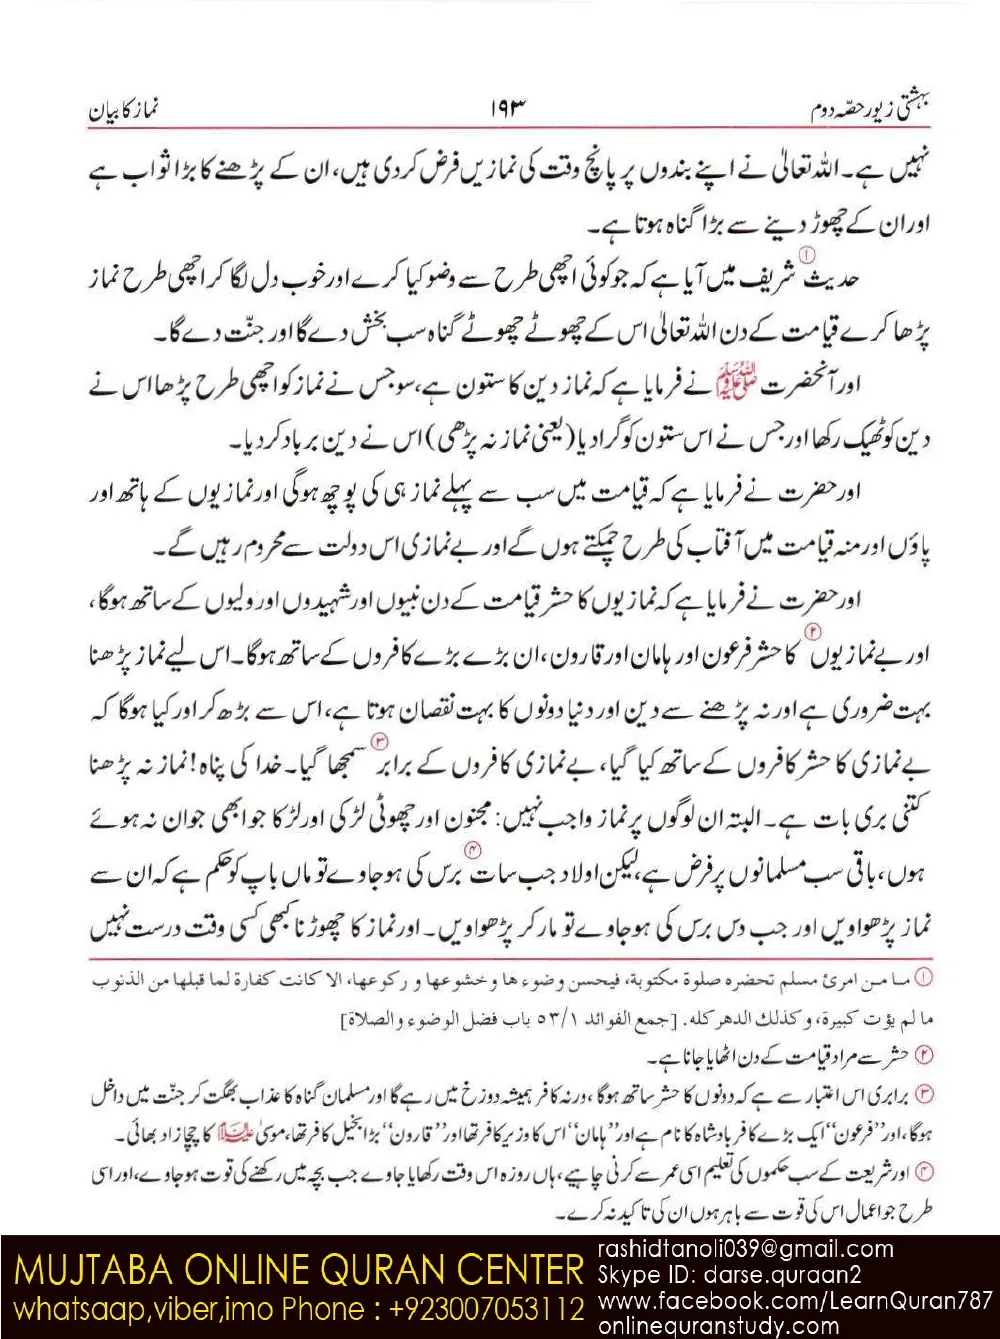 بہشتی زیور حصّہ دوم ۱۹۳ نماز کا بیان
نہیں ہے۔ اللہ تعالیٰ نے اپنے بندوں پر پانچ وقت کی نمازیں فرض کر دی ہیں، ان کے پڑھنے کا بڑا ثواب ہے
اور ان کے چھوڑ دینے سے بڑا گناہ ہوتا ہے۔
حدیث① شریف میں آیا ہے کہ جو کوئی اچھی طرح سے وضو کیا کرے اور خوب دل لگا کر اچھی طرح نماز
پڑھا کرے قیامت کے دن اللہ تعالیٰ اس کے چھوٹے چھوٹے گناہ سب بخش دے گا اور جنّت دے گا۔
اور آنحضرت ﷺ نے فرمایا ہے کہ نماز دین کا ستون ہے، سو جس نے نماز کو اچھی طرح پڑھا اس نے
دین کو ٹھیک رکھا اور جس نے اس ستون کو گرا دیا (یعنی نماز نہ پڑھی) اس نے دین برباد کر دیا۔
اور حضرت نے فرمایا ہے کہ قیامت میں سب سے پہلے نماز ہی کی پوچھ ہوگی اور نمازیوں کے ہاتھ اور
پاؤں اور منہ قیامت میں آفتاب کی طرح چمکتے ہوں گے اور بے نمازی اس دولت سے محروم رہیں گے۔
اور حضرت نے فرمایا ہے کہ نمازیوں کا حشر قیامت کے دن نبیوں اور شہیدوں اور ولیوں کے ساتھ ہوگا،
اور بے نمازیوں② کا حشر فرعون اور ہامان اور قارون، ان بڑے بڑے کافروں کے ساتھ ہوگا۔ اس لیے نماز پڑھنا
بہت ضروری ہے اور نہ پڑھنے سے دین اور دنیا دونوں کا بہت نقصان ہوتا ہے، اس سے بڑھ کر اور کیا ہوگا کہ
بے نمازی کا حشر کافروں کے ساتھ کیا گیا، بے نمازی کافروں کے برابر③ سمجھا گیا۔ خدا کی پناہ! نماز نہ پڑھنا
کتنی بری بات ہے۔ البتہ ان لوگوں پر نماز واجب نہیں: مجنون اور چھوٹی لڑکی اور لڑکا جو ابھی جوان نہ ہوئے
ہوں، باقی سب مسلمانوں پر فرض ہے، لیکن اولاد جب سات④ برس کی ہو جاوے تو ماں باپ کو حکم ہے کہ ان سے
نماز پڑھواویں اور جب دس برس کی ہو جاوے تو مار کر پڑھواویں۔ اور نماز کا چھوڑنا کبھی کسی وقت درست نہیں
① ما من امرئ مسلم تحضره صلوة مكتوبة، فيحسن وضوء ها وخشوعها و ركوعها، الا كانت كفارة لما قبلها من الذنوب
ما لم يؤت كبيرة، وكذلك الدهر كله. [جمع الفوائد ۵۳/۱ باب فضل الوضوء والصلاة]
② حشر سے مراد قیامت کے دن اٹھایا جانا ہے۔
③ برابری اس اعتبار سے ہے کہ دونوں کا حشر ساتھ ہوگا، ورنہ کافر ہمیشہ دوزخ میں رہے گا اور مسلمان گناہ کا عذاب بھگت کر جنّت میں داخل
ہوگا، اور ’’فرعون‘‘ ایک بڑے کافر بادشاہ کا نام ہے اور ’’ہامان‘‘ اس کا وزیر کافر تھا اور ’’قارون‘‘ بڑا بخیل کافر تھا، موسیٰ علیہ السلام کا چچا زاد بھائی۔
④ اور شریعت کے سب حکموں کی تعلیم اسی عمر سے کرنی چاہیے، ہاں روزہ اس وقت رکھایا جاوے جب بچہ میں رکھنے کی قوت ہو جاوے، اور اسی
طرح جو اعمال اس کی قوت سے باہر ہوں ان کی تاکید نہ کرے۔
MUJTABA ONLINE QURAN CENTER
whatsaap,viber,imo Phone : +923007053112
rashidtanoli039@gmail.com
Skype ID: darse.quraan2
www.facebook.com/LearnQuran787
onlinequranstudy.com